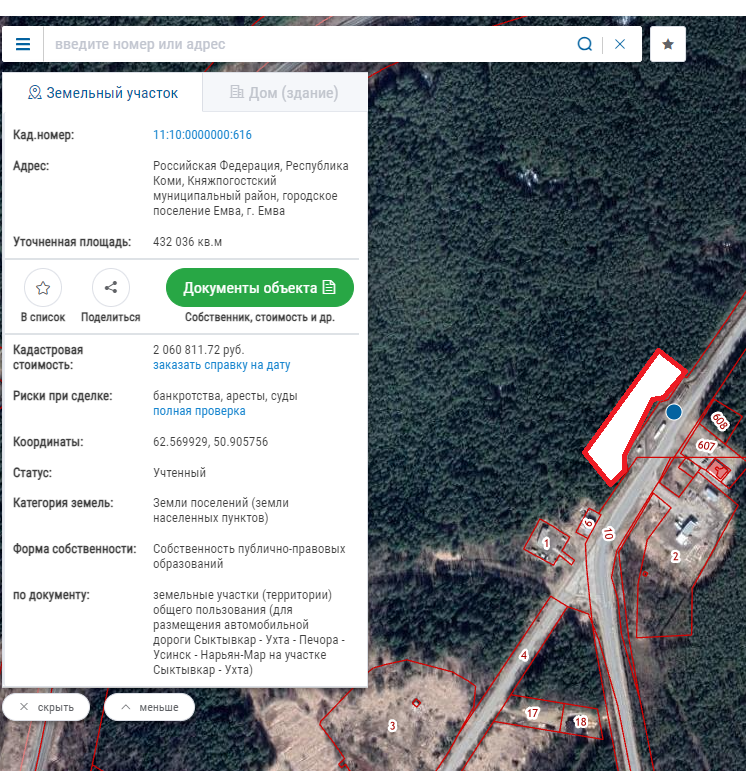 введите номер или адрес
Земельный участок
Дом (здание)
Кад.номер:
11:10:0000000:616
Адрес:
Российская Федерация, Республика
Коми, Княжпогостский
муниципальный район, городское
поселение Емва, г. Емва
Уточненная площадь:
432 036 кв.м
В список
Поделиться
Документы объекта
Собственник, стоимость и др.
Кадастровая
стоимость:
2 060 811.72 руб.
заказать справку на дату
Риски при сделке:
банкротства, аресты, суды
полная проверка
Координаты:
62.569929, 50.905756
Статус:
Учтенный
Категория земель:
Земли поселений (земли
населенных пунктов)
Форма собственности:
Собственность публично-правовых
образований
по документу:
земельные участки (территории)
общего пользования (для
размещения автомобильной
дороги Сыктывкар - Ухта - Печора -
Усинск - Нарьян-Мар на участке
Сыктывкар - Ухта)
скрыть
меньше
608
607
9
10
1
2
4
17
18
3